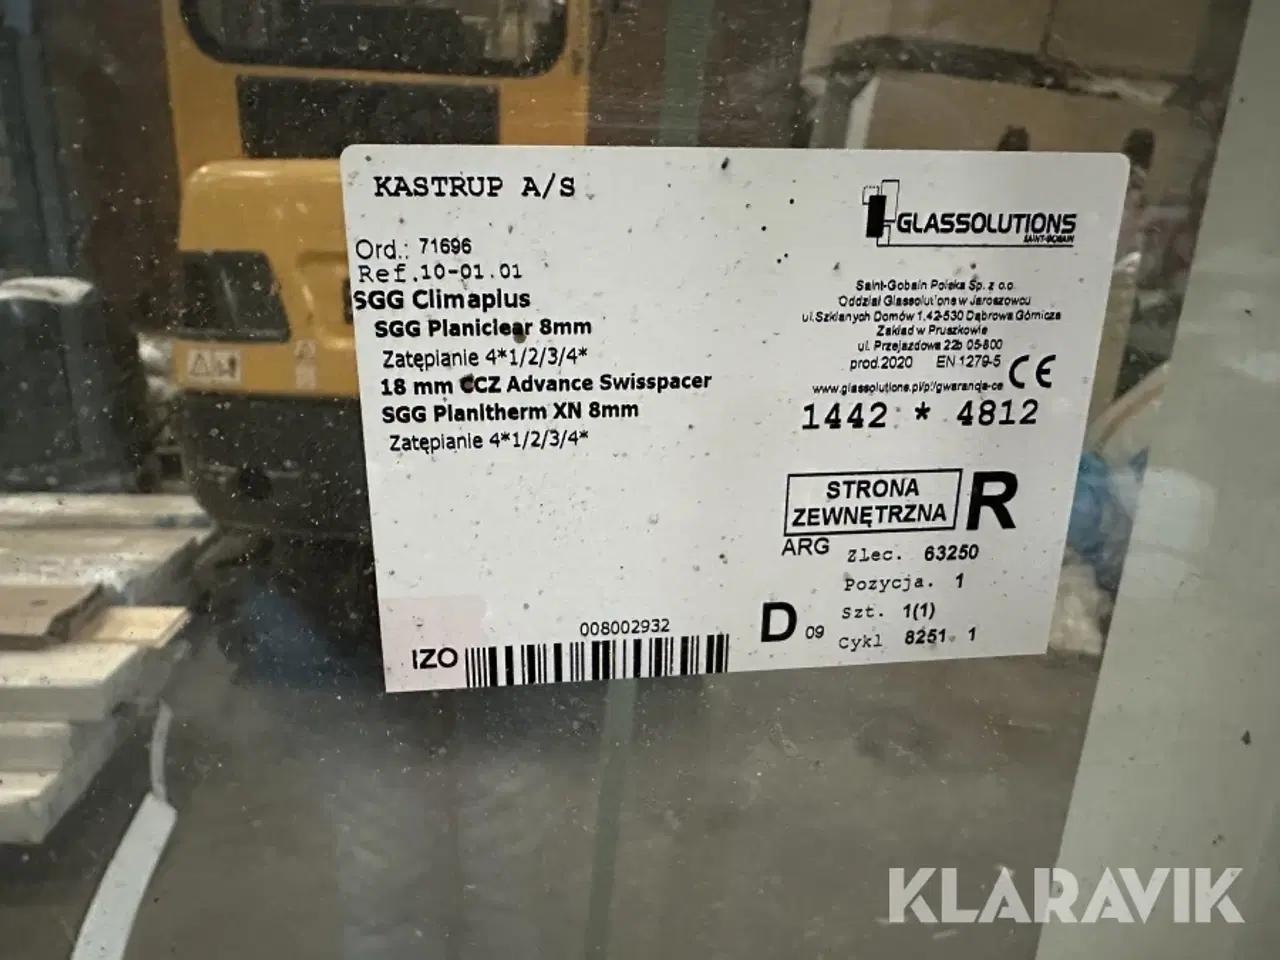 KASTRUP A/S
Ord.: 71696
Ref.10-01.01
SGG Climaplus
SGG Planiclear 8mm
Zatępianie 4*1/2/3/4*
18 mm CCZ Advance Swisspacer
SGG Planitherm XN 8mm
Zatępianie 4*1/2/3/4*
GLASSOLUTIONS
SAINT-GOBAIN
Saint-Gobain Polska Sp. z o.o.
Oddział Glassolutions w Jaroszowcu
ul.Szklanych Domów 1,42-530 Dąbrowa Górnicza
Zakład w Pruszkowie
ul. Przejazdowa 22b 05-800
prod.2020 EN 1279-5 CE
www.glassolutions.pl/pl/gwarancja-ce
1442 * 4812
STRONA
ZEWNĘTRZNA R
ARG Zlec. 63250
Pozycja. 1
Szt. 1(1)
D 09 Cykl 8251. 1
008002932
IZO
KLARAVIK